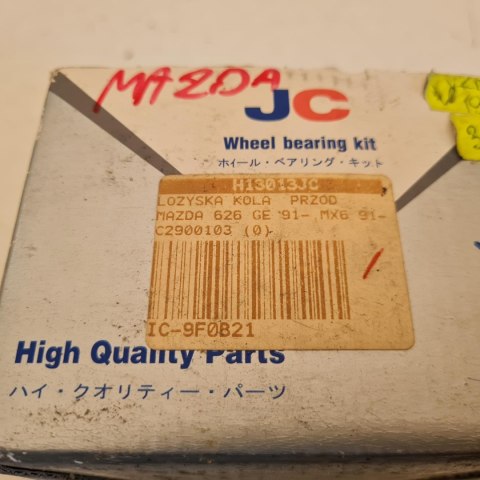 MAZDA
JC
Wheel bearing kit
ホイール・ベアリング・キット
H13013JC
LOZYSKA KOLA PRZOD
MAZDA 626 GE '91- MX6 91-
C2900103 (0)
IC-9F0821
High Quality Parts
ハイ・クオリティー・パーツ